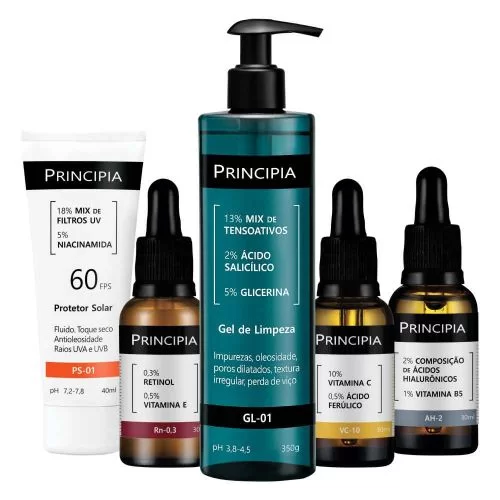 PRINCIPIA
18% MIX DE
FILTROS UV
5%
NIACINAMIDA
60 FPS
Protetor Solar
Fluido. Toque seco
Antioleosidade
Raios UVA e UVB
PS-01
pH 7,2-7,8 40ml
PRINCIPIA
0,3%
RETINOL
0,5%
VITAMINA E
Rn-0,3
PRINCIPIA
13% MIX DE
TENSOATIVOS
2% ÁCIDO
SALICÍLICO
5% GLICERINA
Gel de Limpeza
Impurezas, oleosidade,
poros dilatados, textura
irregular, perda de viço
GL-01
pH 3,8-4,5 350g
PRINCIPIA
10%
VITAMINA C
0,5% ÁCIDO
FERÚLICO
VC-10 30ml
PRINCIPIA
2% COMPOSIÇÃO
DE ÁCIDOS
HIALURÔNICOS
1% VITAMINA B5
AH-2 30ml